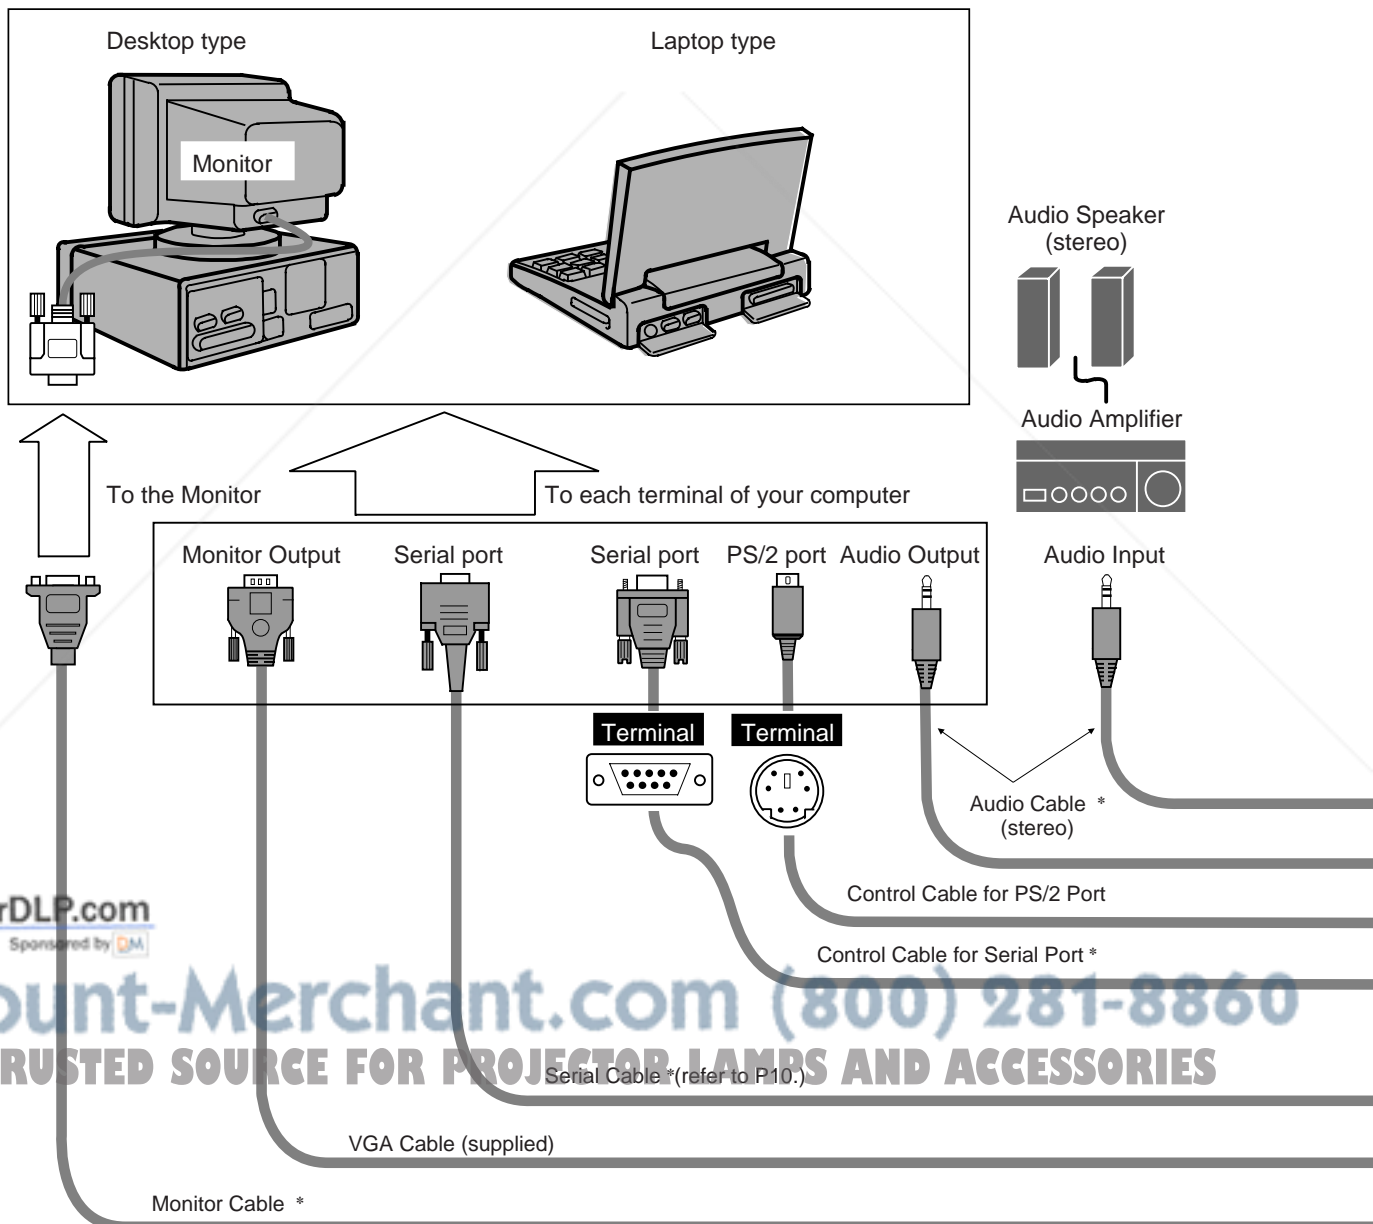 Desktop type
Laptop type
Monitor
Audio Speaker
(stereo)
Audio Amplifier
To the Monitor
To each terminal of your computer
Monitor Output
Serial port
Serial port
PS/2 port
Audio Output
Audio Input
Terminal
Terminal
Audio Cable *
(stereo)
Control Cable for PS/2 Port
rDLP.com
Sponsored by DM
Control Cable for Serial Port *
ount-Merchant.com (800) 281-8860
RUSTED SOURCE FOR PROJECTOR LAMPS AND ACCESSORIES
Serial Cable *(refer to P10.)
VGA Cable (supplied)
Monitor Cable *